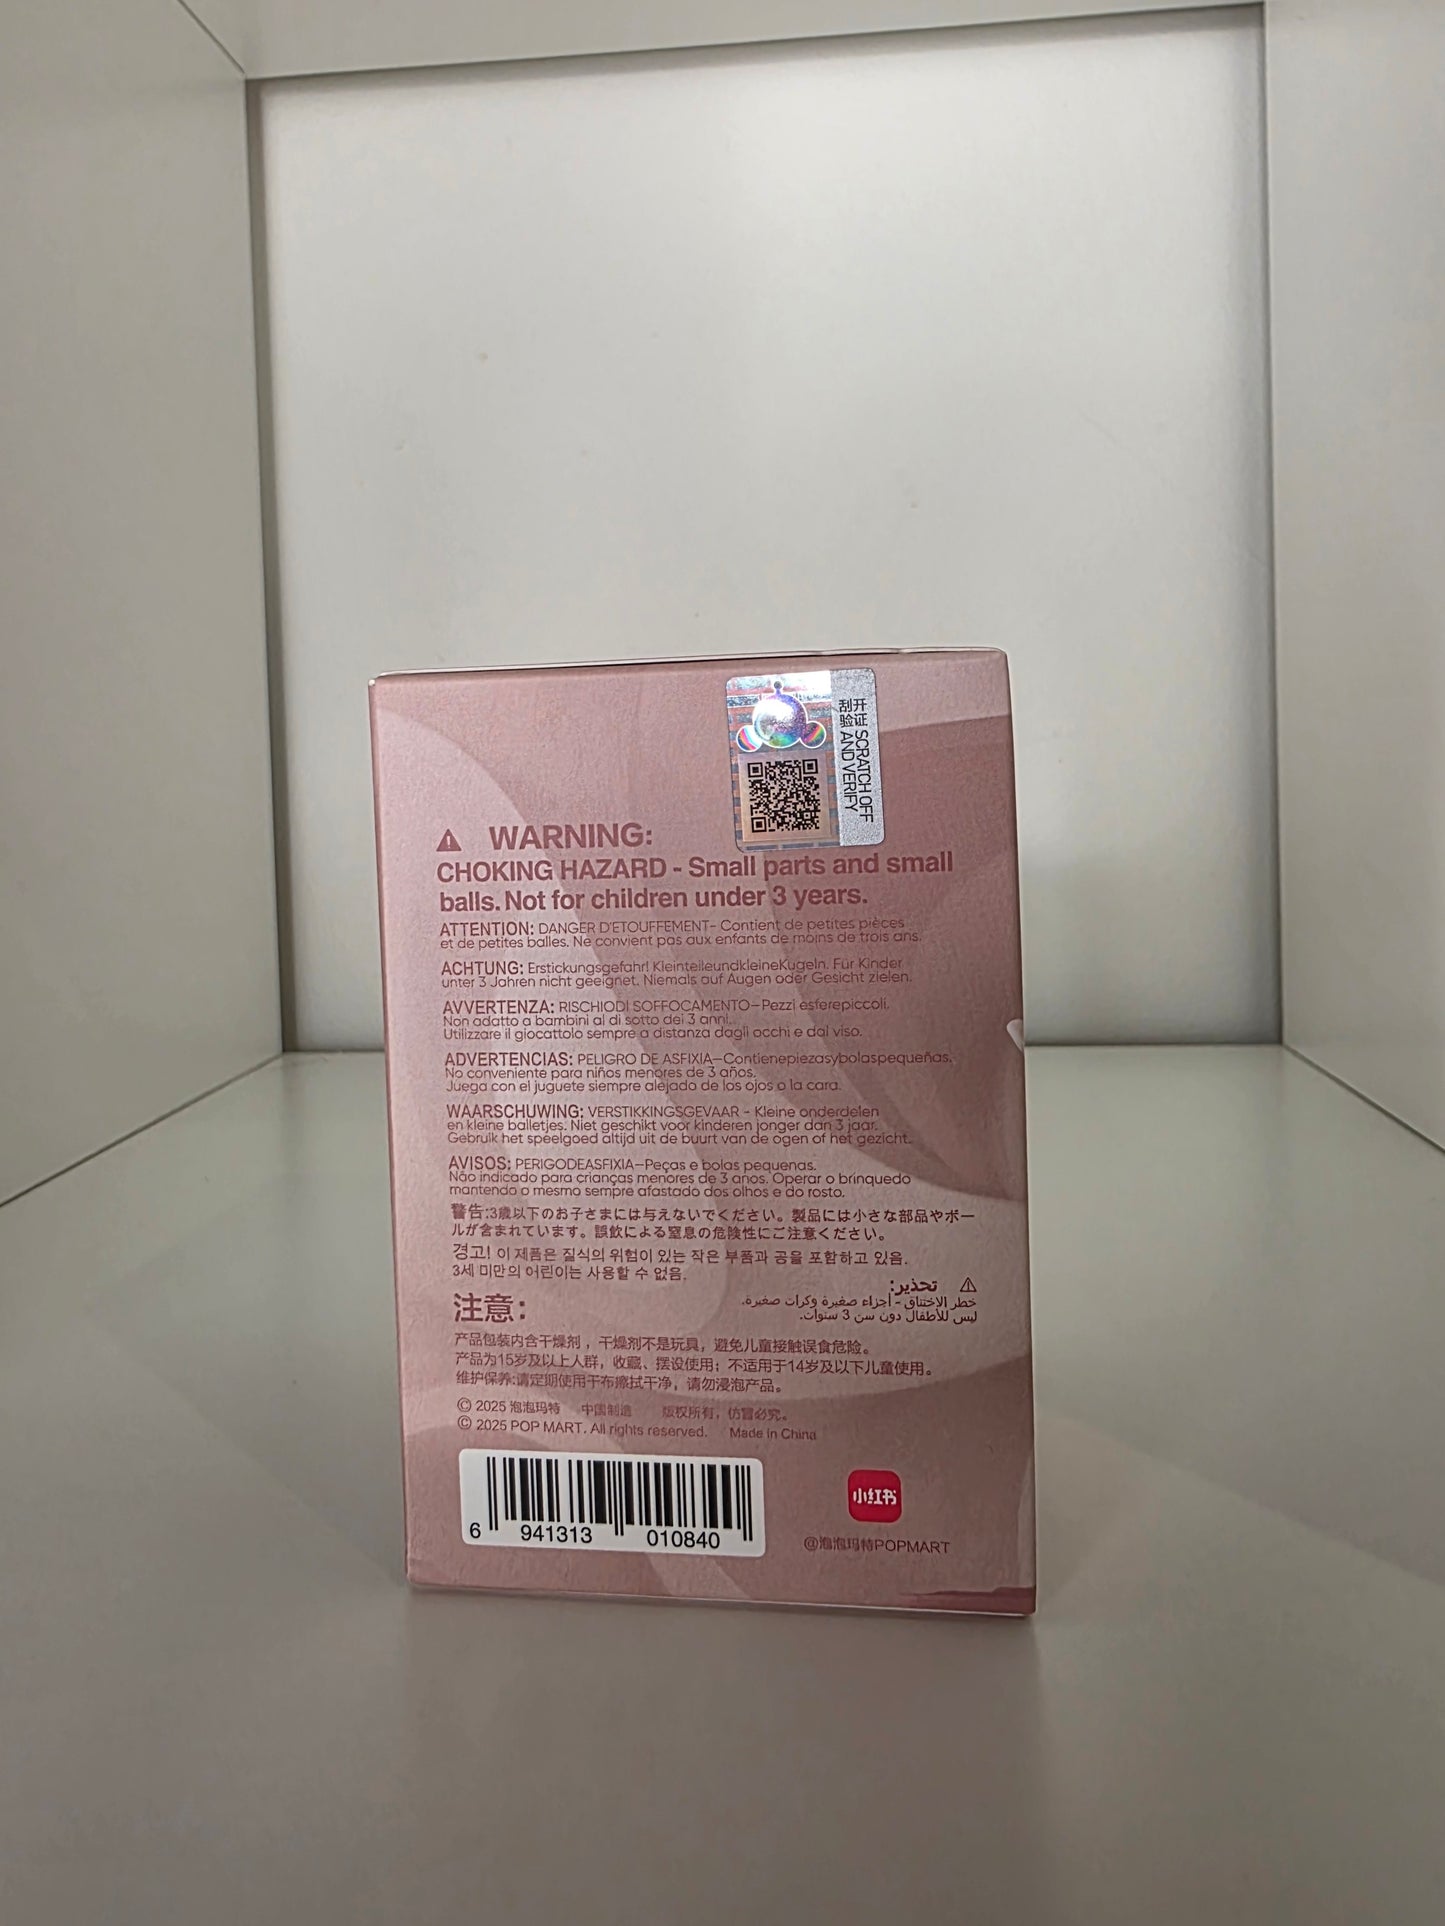 刮开 SCRATCH OFF
验证 AND VERIFY
WARNING:
CHOKING HAZARD - Small parts and small
balls. Not for children under 3 years.
ATTENTION: DANGER D'ETOUFFEMENT- Contient de petites pièces
et de petites balles. Ne convient pas aux enfants de moins de trois ans.
ACHTUNG: Erstickungsgefahr! KleinteileundkleineKugeln. Für Kinder
unter 3 Jahren nicht geeignet. Niemals auf Augen oder Gesicht zielen.
AVVERTENZA: RISCHIODI SOFFOCAMENTO–Pezzi esferepiccoli.
Non adatto a bambini al di sotto dei 3 anni.
Utilizzare il giocattolo sempre a distanza dagli occhi e dal viso.
ADVERTENCIAS: PELIGRO DE ASFIXIA–Contienepiezasybolaspequeñas.
No conveniente para niños menores de 3 años.
Juega con el juguete siempre alejado de los ojos o la cara.
WAARSCHUWING: VERSTIKKINGSGEVAAR - Kleine onderdelen
en kleine balletjes. Niet geschikt voor kinderen jonger dan 3 jaar.
Gebruik het speelgoed altijd uit de buurt van de ogen of het gezicht.
AVISOS: PERIGODEASFIXIA–Peças e bolas pequenas.
Não indicado para crianças menores de 3 anos. Operar o brinquedo
mantendo o mesmo sempre afastado dos olhos e do rosto.
警告:3歳以下のお子さまには与えないでください。製品には小さな部品やボー
ルが含まれています。誤飲による窒息の危険性にご注意ください。
경고! 이 제품은 질식의 위험이 있는 작은 부품과 공을 포함하고 있음.
3세 미만의 어린이는 사용할 수 없음.
تحذير:
خطر الاختناق - أجزاء صغيرة وكرات صغيرة.
ليس للأطفال دون سن 3 سنوات.
注意：
产品包装内含干燥剂，干燥剂不是玩具，避免儿童接触误食危险。
产品为15岁及以上人群，收藏、摆设使用；不适用于14岁及以下儿童使用。
维护保养:请定期使用干布擦拭干净，请勿浸泡产品。
© 2025 泡泡玛特 中国制造 版权所有，仿冒必究。
© 2025 POP MART. All rights reserved. Made in China
6 941313 010840
小红书
@泡泡玛特POPMART